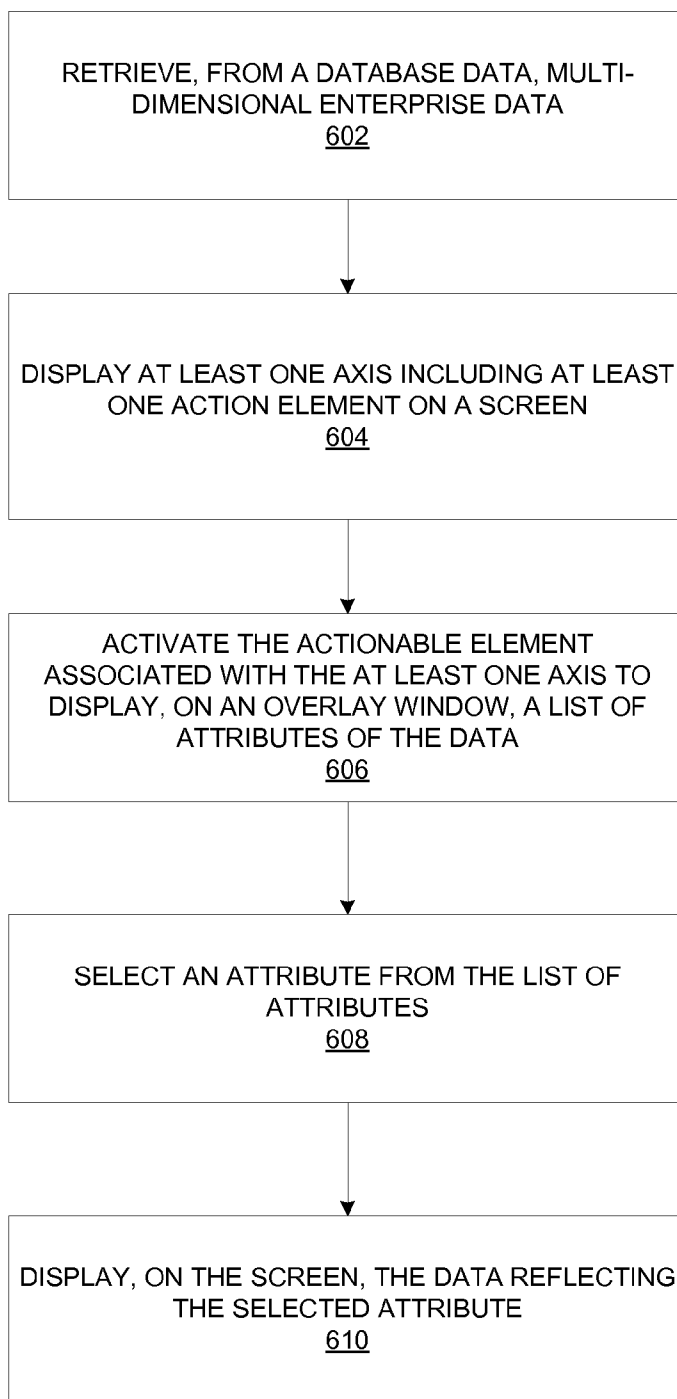 RETRIEVE, FROM A DATABASE DATA, MULTI-
DIMENSIONAL ENTERPRISE DATA
602
DISPLAY AT LEAST ONE AXIS INCLUDING AT LEAST
ONE ACTION ELEMENT ON A SCREEN
604
ACTIVATE THE ACTIONABLE ELEMENT
ASSOCIATED WITH THE AT LEAST ONE AXIS TO
DISPLAY, ON AN OVERLAY WINDOW, A LIST OF
ATTRIBUTES OF THE DATA
606
SELECT AN ATTRIBUTE FROM THE LIST OF
ATTRIBUTES
608
DISPLAY, ON THE SCREEN, THE DATA REFLECTING
THE SELECTED ATTRIBUTE
610